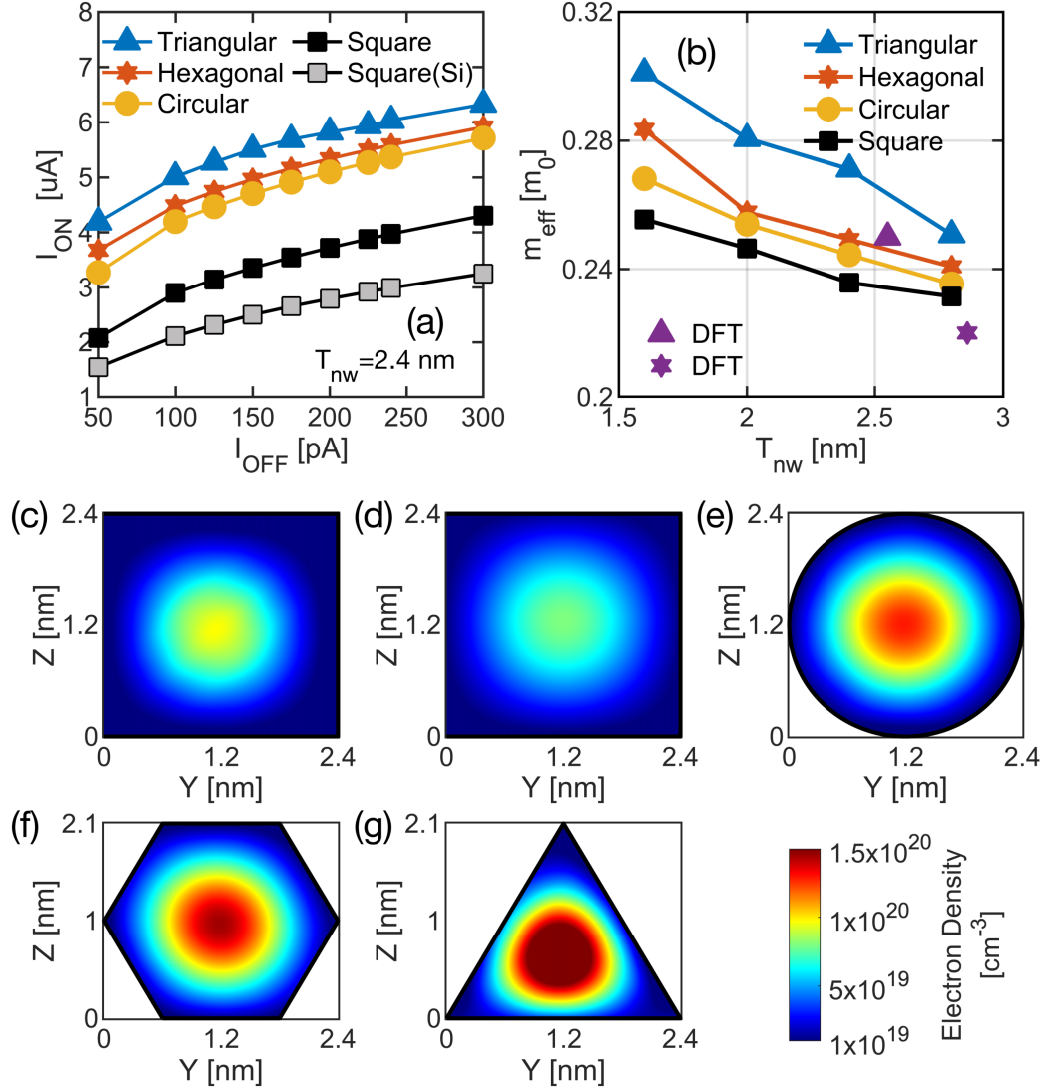 (a)
I_ON [uA]
8
7
6
5
4
3
2
1
Triangular
Hexagonal
Circular
Square
Square(Si)
T_nw=2.4 nm
50 100 150 200 250 300
I_OFF [pA]
(b)
m_eff [m_0]
0.32
0.28
0.24
0.2
Triangular
Hexagonal
Circular
Square
DFT
DFT
1.5 2 2.5 3
T_nw [nm]
(c)
Z [nm]
2.4
1.2
0
0 1.2 2.4
Y [nm]
(d)
Z [nm]
2.4
1.2
0
0 1.2 2.4
Y [nm]
(e)
Z [nm]
2.4
1.2
0
0 1.2 2.4
Y [nm]
(f)
Z [nm]
2.1
1
0
0 1.2 2.4
Y [nm]
(g)
Z [nm]
2.1
1
0
0 1.2 2.4
Y [nm]
1.5x10^20
1x10^20
5x10^19
1x10^19
Electron Density
[cm^-3]